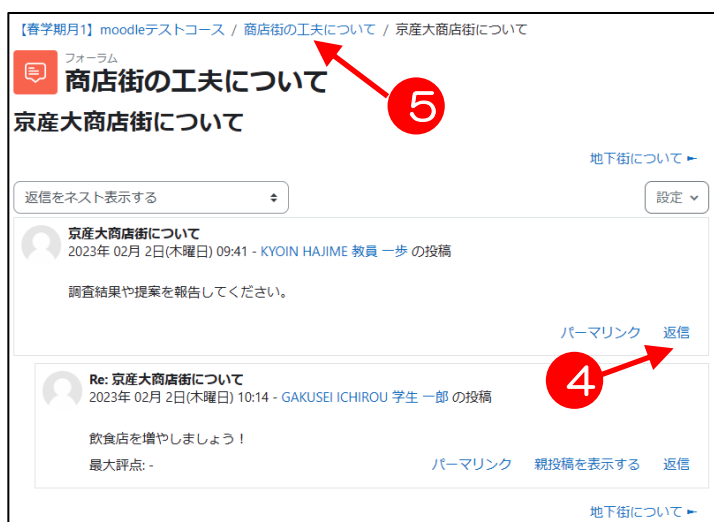 【春学期月1】moodleテストコース / 商店街の工夫について / 京産大商店街について
フォーラム
商店街の工夫について
5
京産大商店街について
地下街について ►
返信をネスト表示する
設定
京産大商店街について
2023年 02月 2日(木曜日) 09:41 - KYOIN HAJIME 教員 一歩 の投稿
調査結果や提案を報告してください。
パーマリンク 返信
4
Re: 京産大商店街について
2023年 02月 2日(木曜日) 10:14 - GAKUSEI ICHIROU 学生 一郎 の投稿
飲食店を増やしましょう！
最大評点: - パーマリンク 親投稿を表示する 返信
地下街について ►